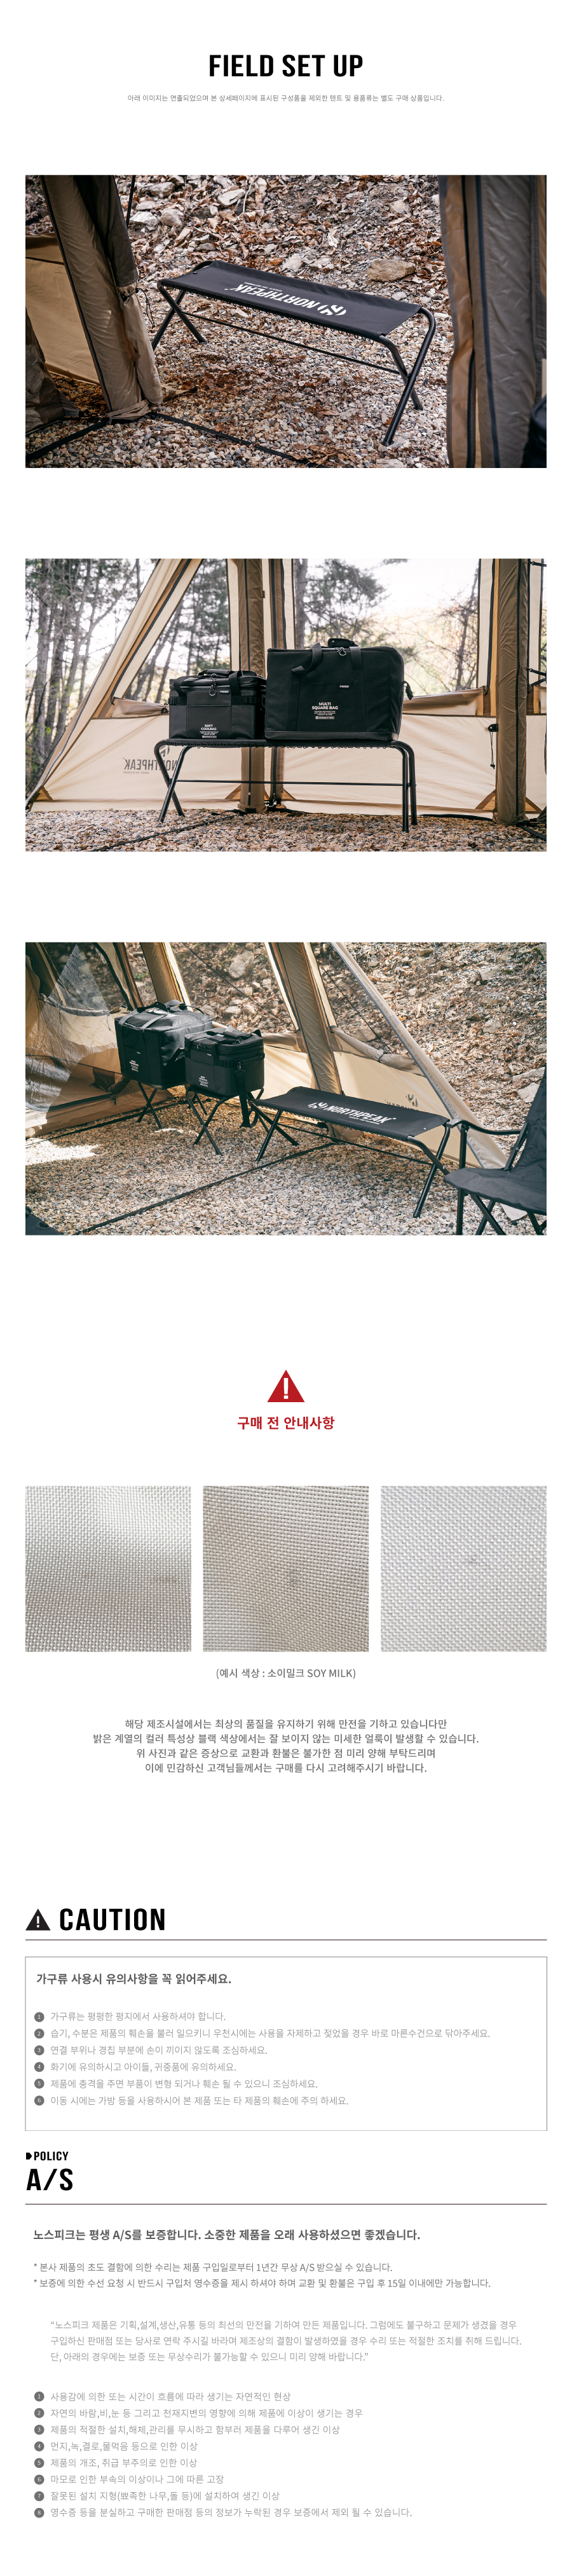 FIELD SET UP
아래 이미지는 연출되었으며 본 상세페이지에 표시된 구성품을 제외한 텐트 및 용품류는 별도 구매 상품입니다.
NORTHPEAK
MULTI
SQUARE BAG
NORTHPEAK
NORTHPEAK
구매 전 안내사항
(예시 색상 : 소이밀크 SOY MILK)
해당 제조시설에서는 최상의 품질을 유지하기 위해 만전을 기하고 있습니다만
밝은 계열의 컬러 특성상 블랙 색상에서는 잘 보이지 않는 미세한 얼룩이 발생할 수 있습니다.
위 사진과 같은 증상으로 교환과 환불은 불가한 점 미리 양해 부탁드리며
이에 민감하신 고객님들께서는 구매를 다시 고려해주시기 바랍니다.
CAUTION
가구류 사용시 유의사항을 꼭 읽어주세요.
1 가구류는 평평한 평지에서 사용하셔야 합니다.
2 습기, 수분은 제품의 훼손을 불러 일으키니 우천시에는 사용을 자제하고 젖었을 경우 바로 마른수건으로 닦아주세요.
3 연결 부위나 경첩 부분에 손이 끼이지 않도록 조심하세요.
4 화기에 유의하시고 아이들, 귀중품에 유의하세요.
5 제품에 충격을 주면 부품이 변형 되거나 훼손 될 수 있으니 조심하세요.
6 이동 시에는 가방 등을 사용하시어 본 제품 또는 타 제품의 훼손에 주의 하세요.
POLICY
A/S
노스피크는 평생 A/S를 보증합니다. 소중한 제품을 오래 사용하셨으면 좋겠습니다.
* 본사 제품의 초도 결함에 의한 수리는 제품 구입일로부터 1년간 무상 A/S 받으실 수 있습니다.
* 보증에 의한 수선 요청 시 반드시 구입처 영수증을 제시 하셔야 하며 교환 및 환불은 구입 후 15일 이내에만 가능합니다.
“노스피크 제품은 기획,설계,생산,유통 등의 최선의 만전을 기하여 만든 제품입니다. 그럼에도 불구하고 문제가 생겼을 경우
구입하신 판매점 또는 당사로 연락 주시길 바라며 제조상의 결함이 발생하였을 경우 수리 또는 적절한 조치를 취해 드립니다.
단, 아래의 경우에는 보증 또는 무상수리가 불가능할 수 있으니 미리 양해 바랍니다.”
1 사용감에 의한 또는 시간이 흐름에 따라 생기는 자연적인 현상
2 자연의 바람,비,눈 등 그리고 천재지변의 영향에 의해 제품에 이상이 생기는 경우
3 제품의 적절한 설치,해체,관리를 무시하고 함부러 제품을 다루어 생긴 이상
4 먼지,녹,결로,물먹음 등으로 인한 이상
5 제품의 개조, 취급 부주의로 인한 이상
6 마모로 인한 부속의 이상이나 그에 따른 고장
7 잘못된 설치 지형(뾰족한 나무,돌 등)에 설치하여 생긴 이상
8 영수증 등을 분실하고 구매한 판매점 등의 정보가 누락된 경우 보증에서 제외 될 수 있습니다.